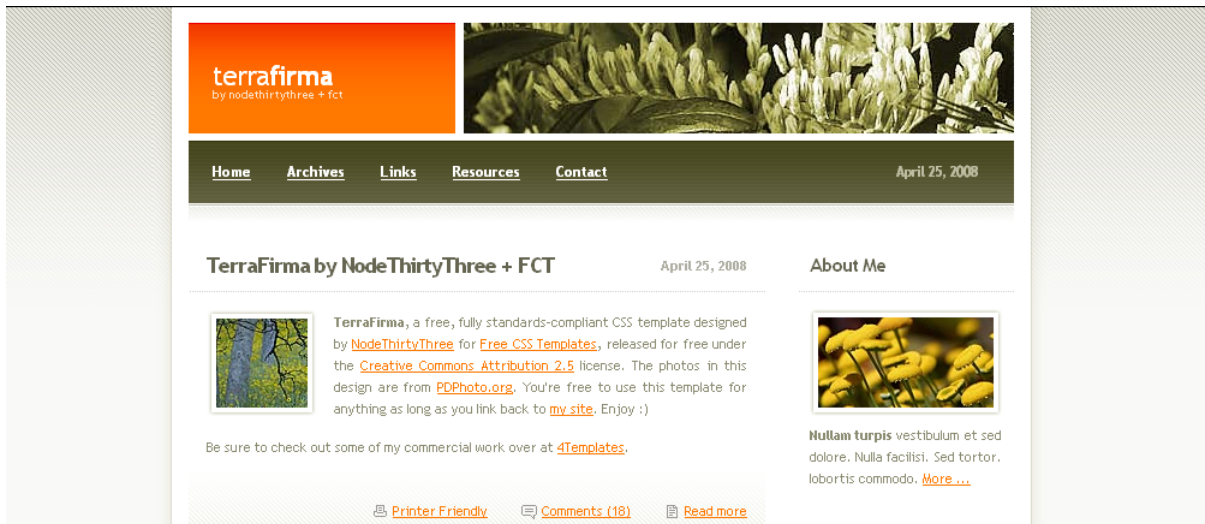 terrafirma
by nodethirtythree + fct
Home Archives Links Resources Contact April 25, 2008
TerraFirma by NodeThirtyThree + FCT April 25, 2008
TerraFirma, a free, fully standards-compliant CSS template designed
by NodeThirtyThree for Free CSS Templates, released for free under
the Creative Commons Attribution 2.5 license. The photos in this
design are from PDPhoto.org. You're free to use this template for
anything as long as you link back to my site. Enjoy :)
Be sure to check out some of my commercial work over at 4Templates.
Printer Friendly Comments (18) Read more
About Me
Nullam turpis vestibulum et sed
dolore. Nulla facilisi. Sed tortor.
lobortis commodo. More ...